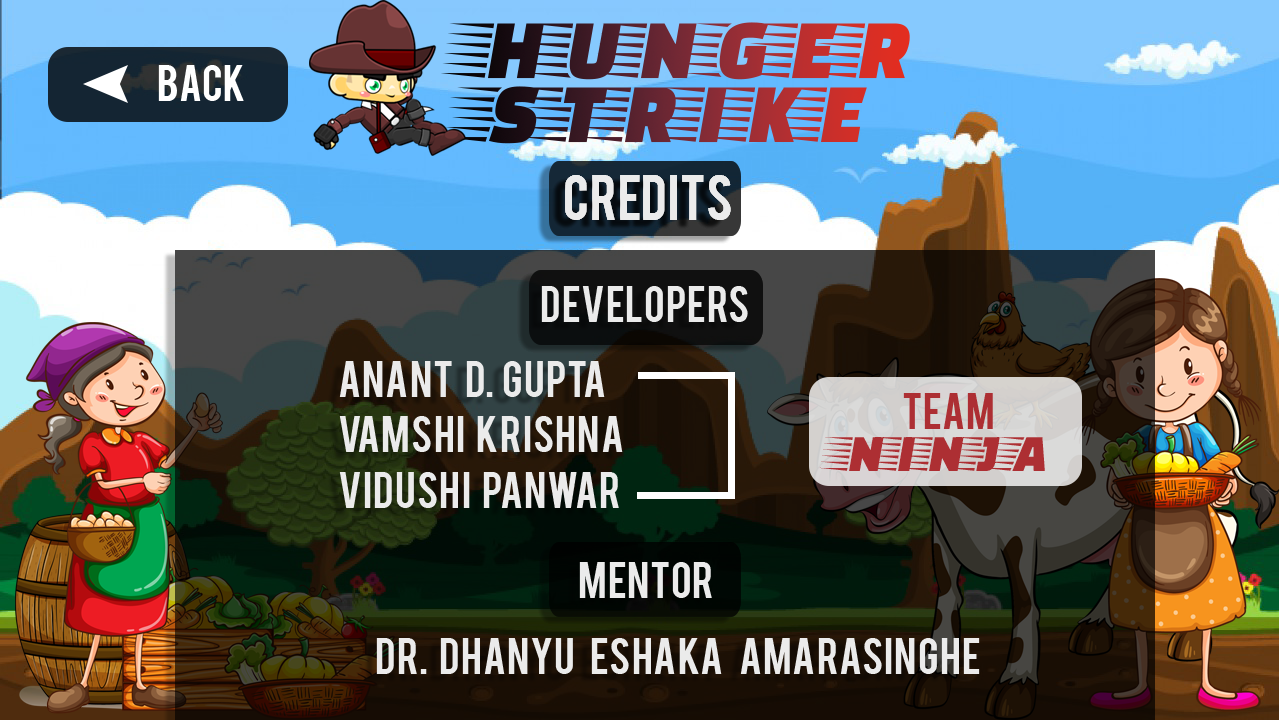 BACK
HUNGER
STRIKE
CREDITS
DEVELOPERS
ANANT D. GUPTA
VAMSHI KRISHNA
VIDUSHI PANWAR
TEAM
NINJA
MENTOR
DR. DHANYU ESHAKA AMARASINGHE